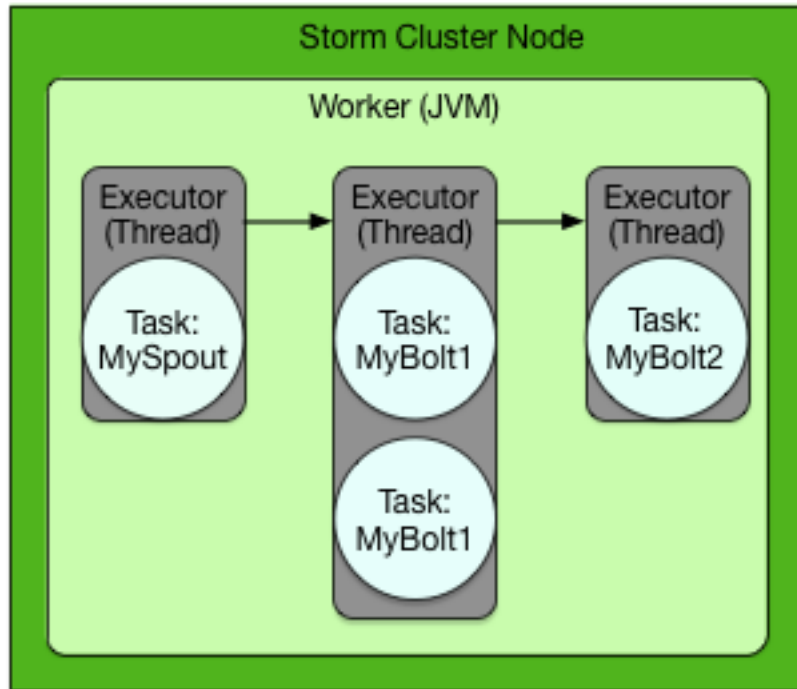 Storm Cluster Node
Worker (JVM)
Executor
(Thread)
Task:
MySpout
Executor
(Thread)
Task:
MyBolt1
Task:
MyBolt1
Executor
(Thread)
Task:
MyBolt2